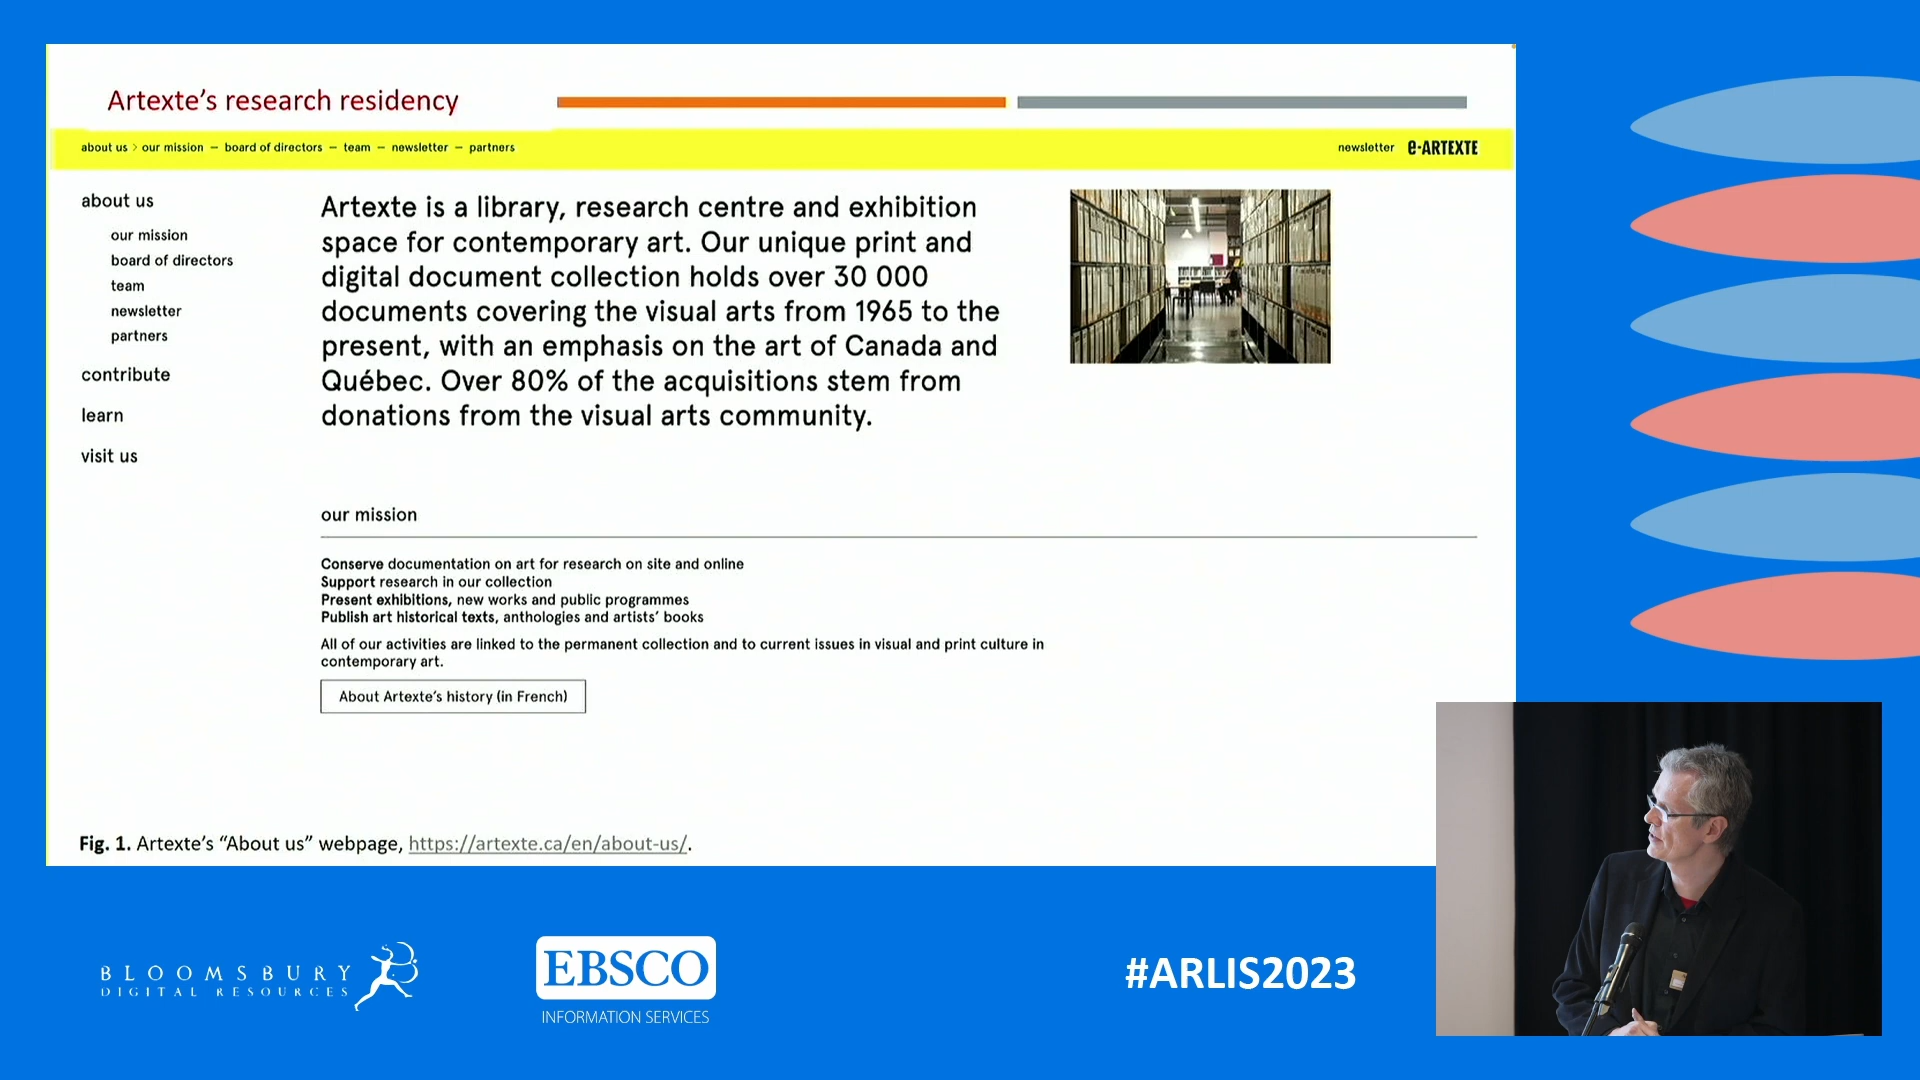 Artexte's research residency
about us > our mission – board of directors – team – newsletter – partners
newsletter e-ARTEXTE
about us
our mission
board of directors
team
newsletter
partners
contribute
learn
visit us
Artexte is a library, research centre and exhibition
space for contemporary art. Our unique print and
digital document collection holds over 30 000
documents covering the visual arts from 1965 to the
present, with an emphasis on the art of Canada and
Québec. Over 80% of the acquisitions stem from
donations from the visual arts community.
our mission
Conserve documentation on art for research on site and online
Support research in our collection
Present exhibitions, new works and public programmes
Publish art historical texts, anthologies and artists' books
All of our activities are linked to the permanent collection and to current issues in visual and print culture in
contemporary art.
About Artexte's history (in French)
Fig. 1. Artexte's “About us” webpage, https://artexte.ca/en/about-us/.
BLOOMSBURY
DIGITAL RESOURCES
EBSCO
INFORMATION SERVICES
#ARLIS2023